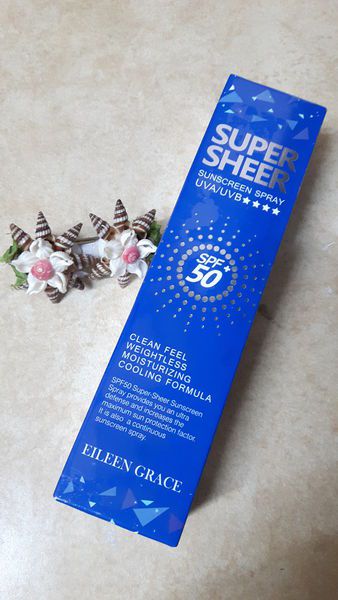 SUPER
SHEER
SUNSCREEN SPRAY
UVA/UVB★★★★
SPF
50
CLEAN FEEL
WEIGHTLESS
MOISTURIZING
COOLING FORMULA
SPF50 Super-Sheer Sunscreen
Spray provides you an ultra
defense and increases the
maximum sun protection factor.
It is also a continuous
sunscreen spray.
EILEEN GRACE